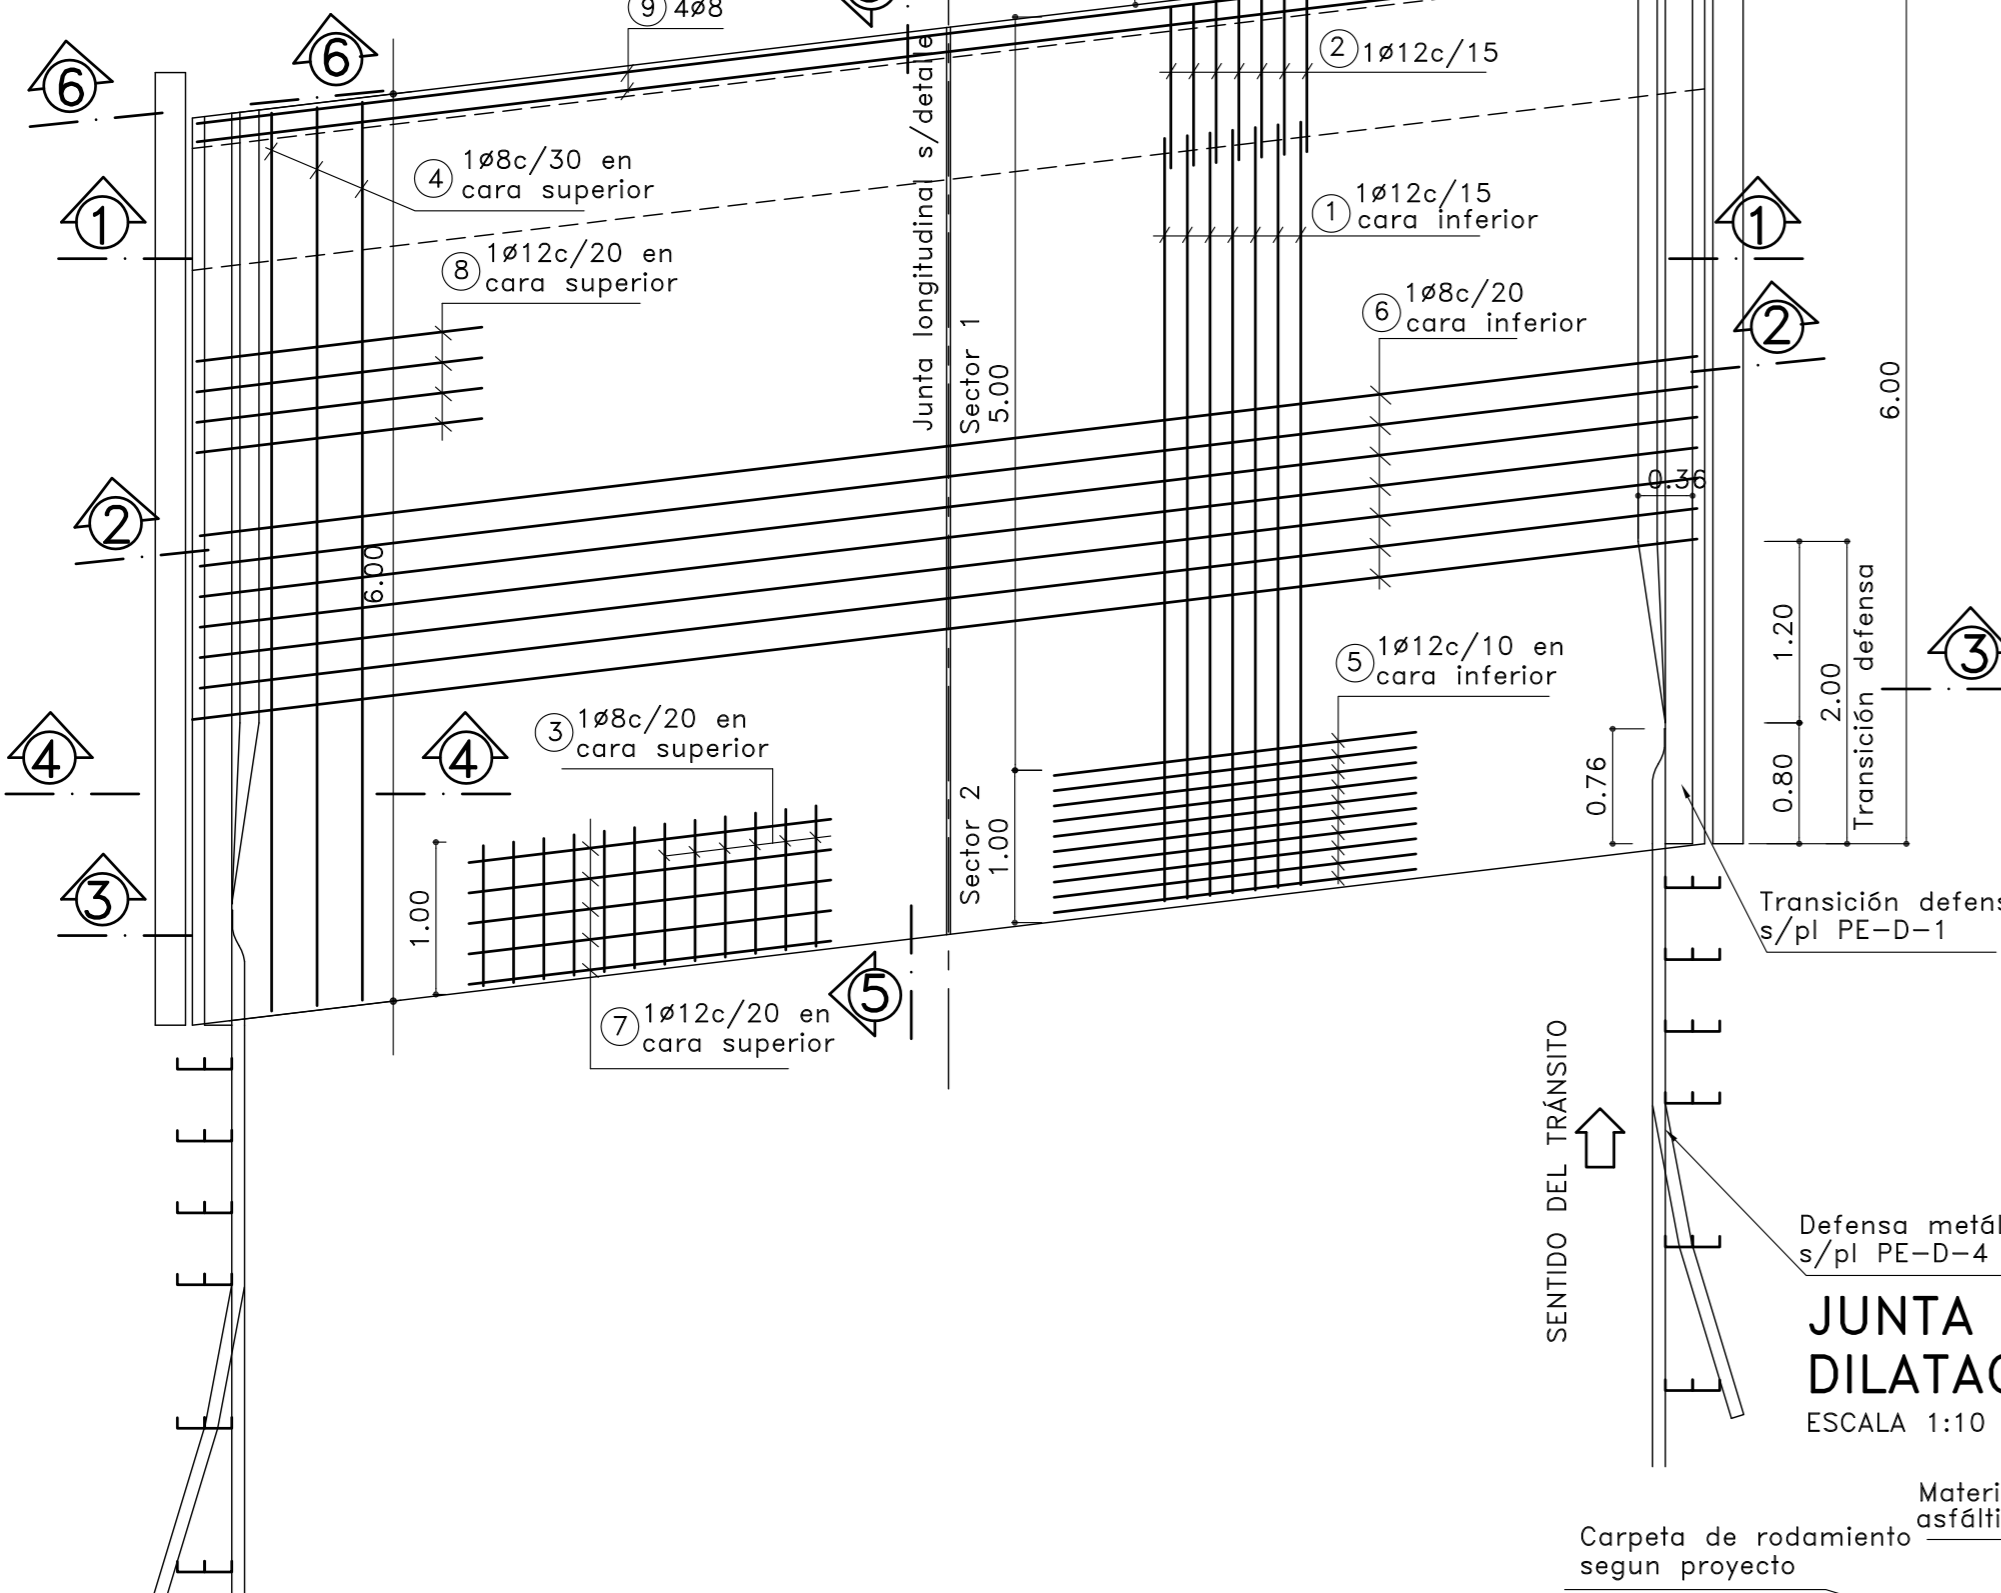 9 4ø8
6
6
2 1ø12c/15
4 1ø8c/30 en
cara superior
1
1 1ø12c/15
cara inferior
1
8 1ø12c/20 en
cara superior
Junta longitudinal s/detalle
6 1ø8c/20
cara inferior
2
Sector 1
5.00
6.00
0.36
2
6.00
5 1ø12c/10 en
cara inferior
1.20
2.00
Transición defensa
3
3 1ø8c/20 en
cara superior
4
4
0.76
0.80
Sector 2
1.00
1.00
3
Transición defens
s/pl PE-D-1
5
7 1ø12c/20 en
cara superior
SENTIDO DEL TRÁNSITO
Defensa metál
s/pl PE-D-4
JUNTA
DILATAC
ESCALA 1:10
Materi
asfálti
Carpeta de rodamiento
segun proyecto